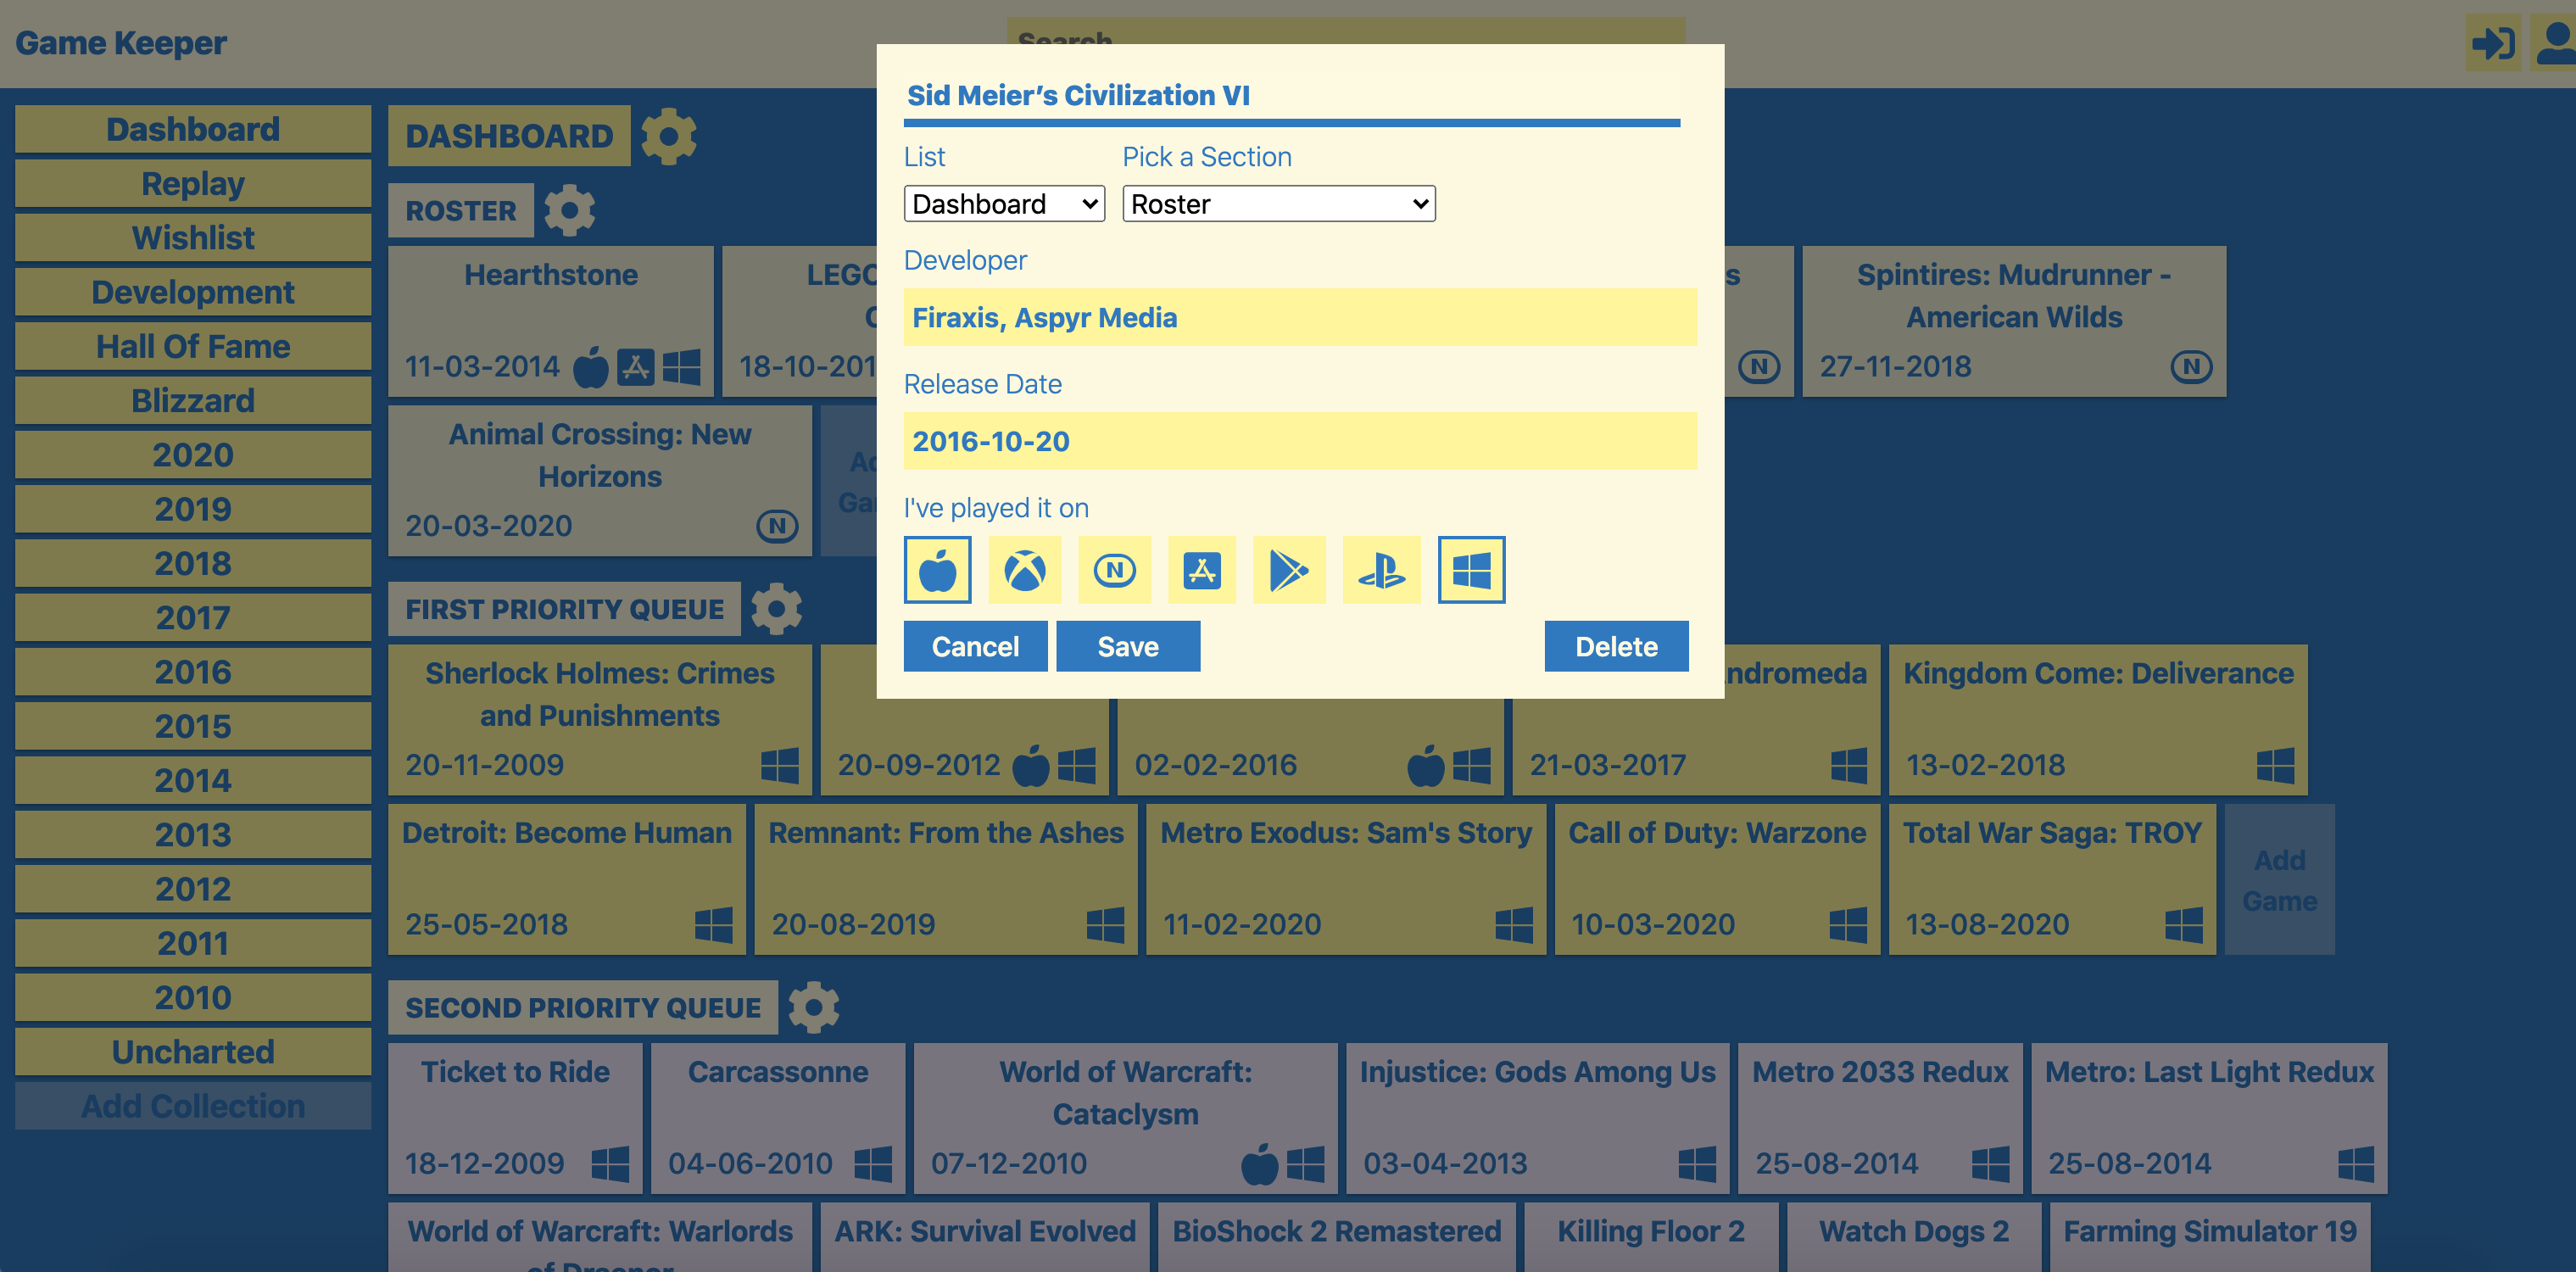 Game Keeper
Search
Dashboard
Replay
Wishlist
Development
Hall Of Fame
Blizzard
2020
2019
2018
2017
2016
2015
2014
2013
2012
2011
2010
Uncharted
Add Collection
DASHBOARD
ROSTER
Hearthstone
11-03-2014
LEGO
18-10-201
s
N
Spintires: Mudrunner -
American Wilds
27-11-2018
N
Animal Crossing: New
Horizons
20-03-2020
N
Sid Meier’s Civilization VI
List
Pick a Section
Dashboard
Roster
Developer
Firaxis, Aspyr Media
Release Date
2016-10-20
I've played it on
N
Cancel
Save
Delete
FIRST PRIORITY QUEUE
Sherlock Holmes: Crimes
and Punishments
20-11-2009
20-09-2012
02-02-2016
ndromeda
21-03-2017
Kingdom Come: Deliverance
13-02-2018
Detroit: Become Human
25-05-2018
Remnant: From the Ashes
20-08-2019
Metro Exodus: Sam's Story
11-02-2020
Call of Duty: Warzone
10-03-2020
Total War Saga: TROY
13-08-2020
Add
Game
SECOND PRIORITY QUEUE
Ticket to Ride
18-12-2009
Carcassonne
04-06-2010
World of Warcraft:
Cataclysm
07-12-2010
Injustice: Gods Among Us
03-04-2013
Metro 2033 Redux
25-08-2014
Metro: Last Light Redux
25-08-2014
World of Warcraft: Warlords
of Draenor
ARK: Survival Evolved
BioShock 2 Remastered
Killing Floor 2
Watch Dogs 2
Farming Simulator 19